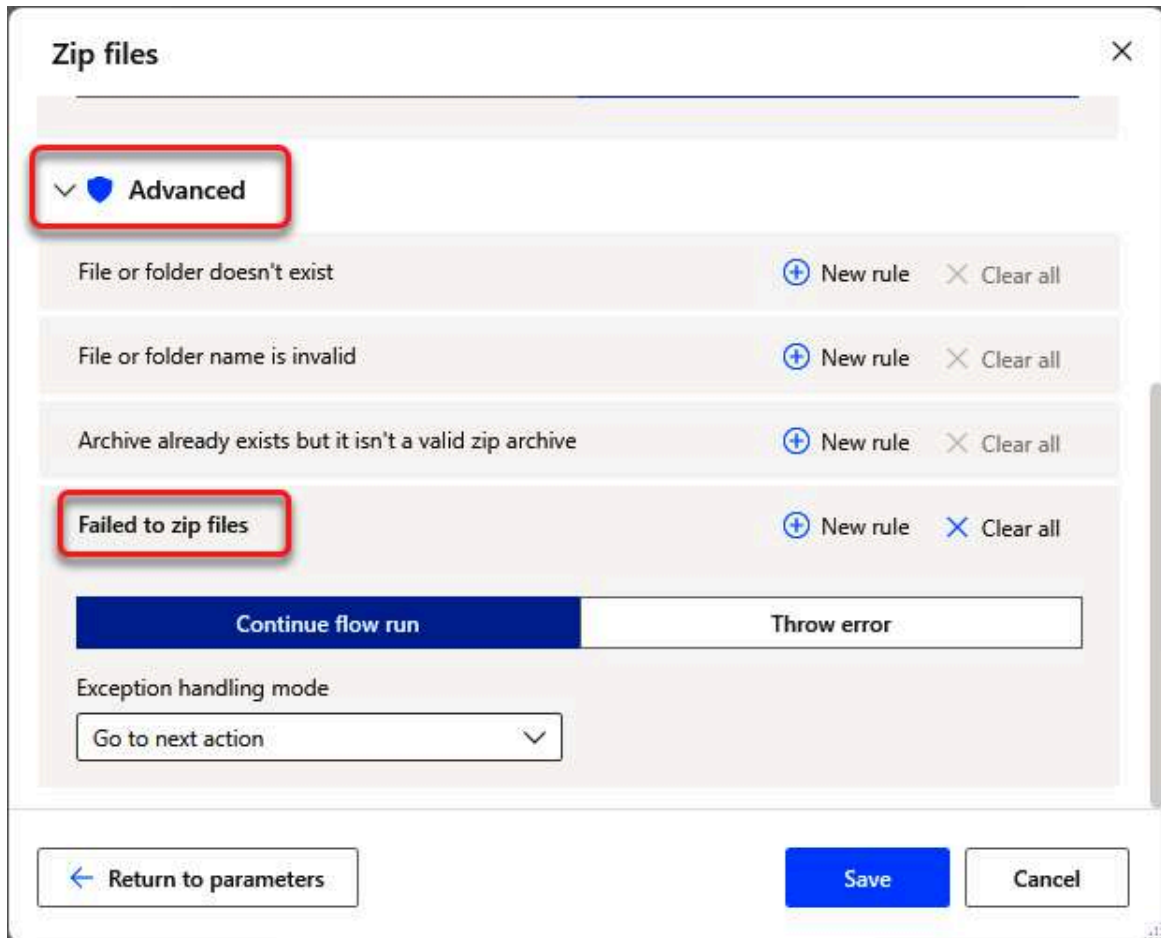 Zip files
Advanced
File or folder doesn't exist New rule Clear all
File or folder name is invalid New rule Clear all
Archive already exists but it isn't a valid zip archive New rule Clear all
Failed to zip files New rule Clear all
Continue flow run Throw error
Exception handling mode
Go to next action
Return to parameters Save Cancel